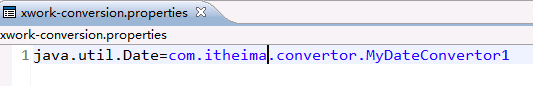 xwork-conversion.properties
xwork-conversion.properties
1 java.util.Date=com.itheima.convertor.MyDateConvertor1